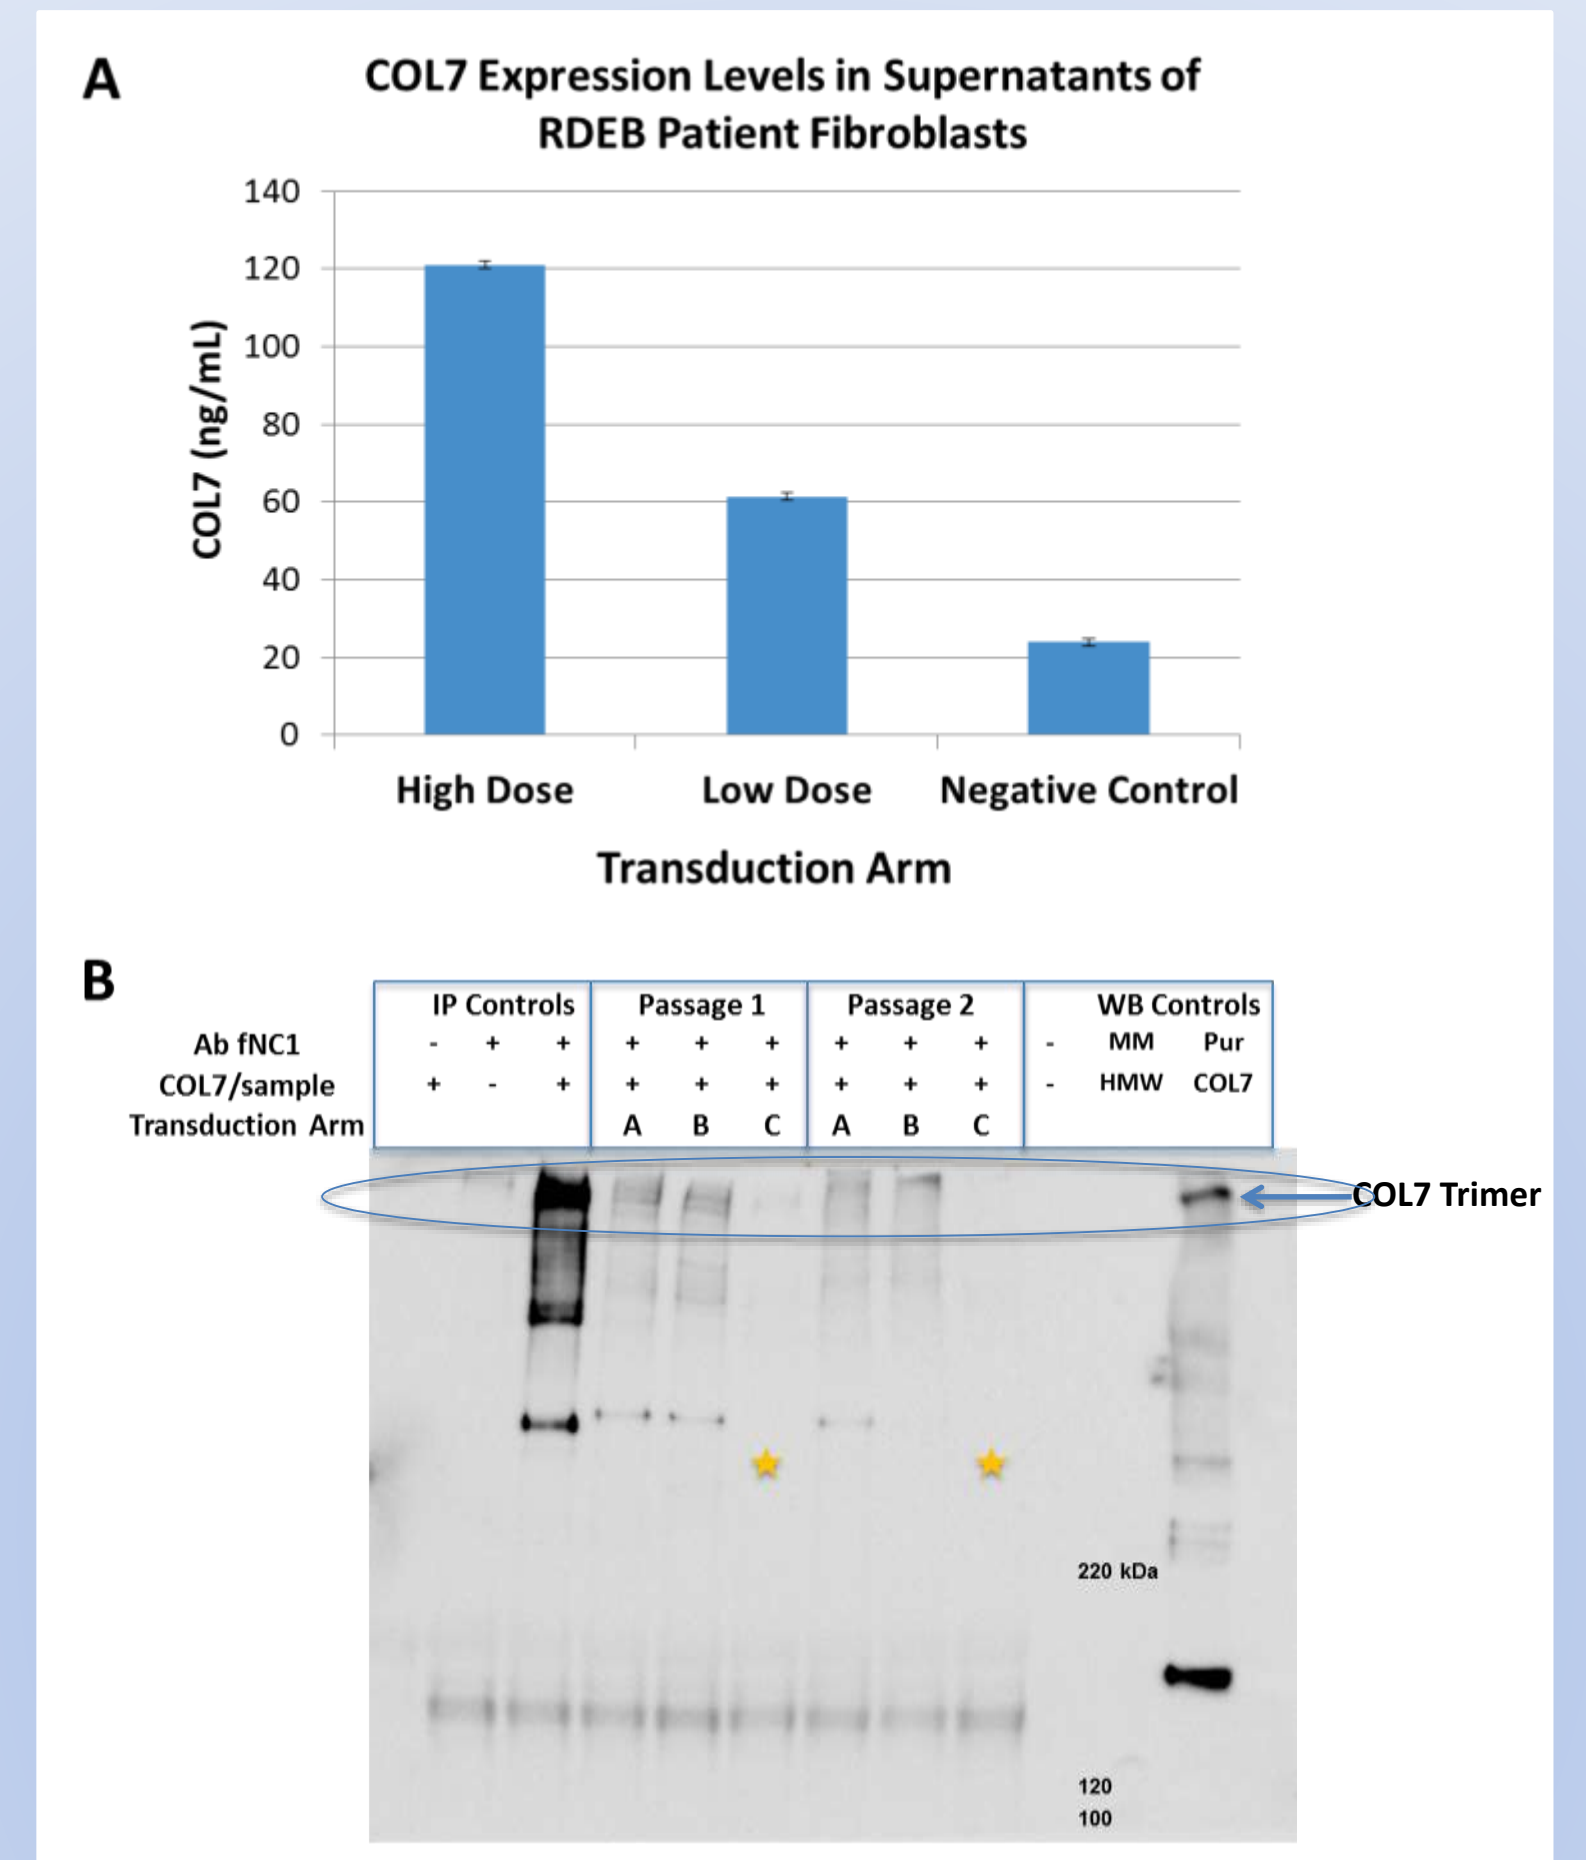 A
COL7 Expression Levels in Supernatants of
RDEB Patient Fibroblasts
140
120
100
80
60
40
20
0
COL7 (ng/mL)
High Dose Low Dose Negative Control
Transduction Arm
B
IP Controls Passage 1 Passage 2 WB Controls
Ab fNC1 - + + + + + + + + - MM Pur
COL7/sample + - + + + + + + + - HMW COL7
Transduction Arm A B C A B C
COL7 Trimer
220 kDa
120
100